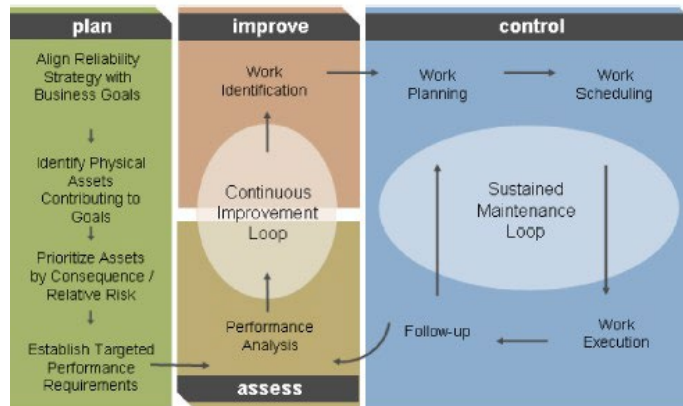 plan
Align Reliability
Strategy with
Business Goals
Identify Physical
Assets
Contributing to
Goals
Prioritize Assets
by Consequence /
Relative Risk
Establish Targeted
Performance
Requirements
improve
Work
Identification
Continuous
Improvement
Loop
Performance
Analysis
assess
control
Work
Planning
Work
Scheduling
Sustained
Maintenance
Loop
Follow-up
Work
Execution